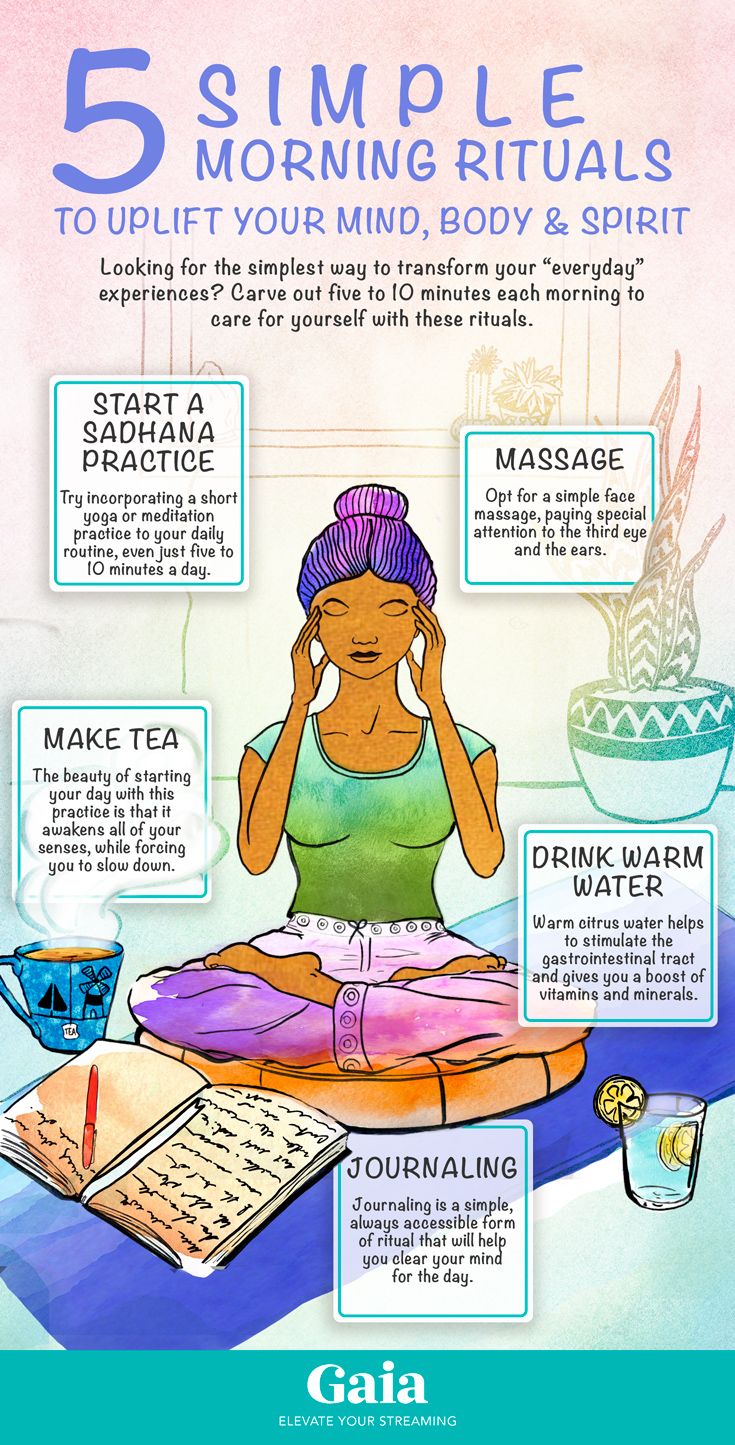 5 SIMPLE
MORNING RITUALS
TO UPLIFT YOUR MIND, BODY & SPIRIT
Looking for the simplest way to transform your “everyday”
experiences? Carve out five to 10 minutes each morning to
care for yourself with these rituals.
START A
SADHANA
PRACTICE
Try incorporating a short
yoga or meditation
practice to your daily
routine, even just five to
10 minutes a day.
MASSAGE
Opt for a simple face
massage, paying special
attention to the third eye
and the ears.
MAKE TEA
The beauty of starting
your day with this
practice is that it
awakens all of your
senses, while forcing
you to slow down.
DRINK WARM
WATER
Warm citrus water helps
to stimulate the
gastrointestinal tract
and gives you a boost of
vitamins and minerals.
TEA
JOURNALING
Journaling is a simple,
always accessible form
of ritual that will help
you clear your mind
for the day.
Gaia
ELEVATE YOUR STREAMING